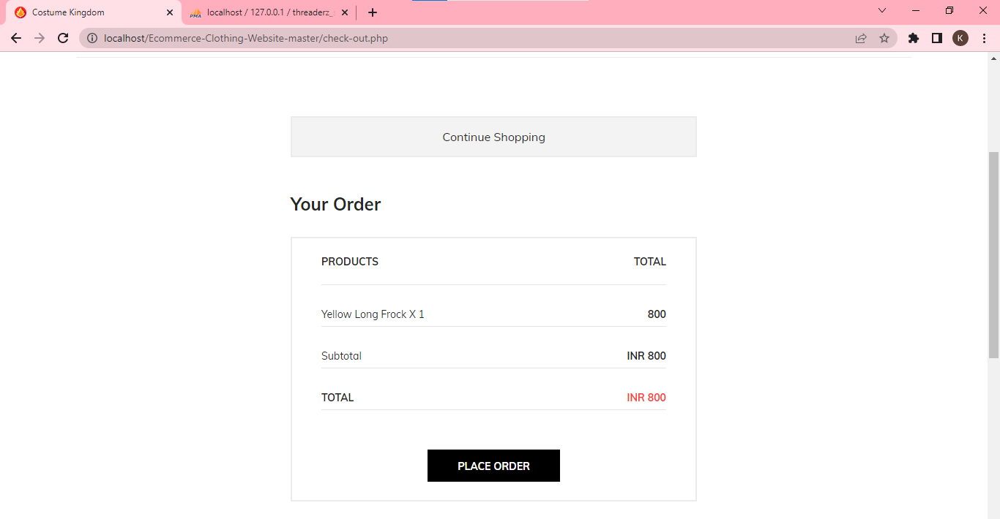 Costume Kingdom
PMA localhost / 127.0.0.1 / threaderz_
localhost/Ecommerce-Clothing-Website-master/check-out.php
K
Continue Shopping
Your Order
PRODUCTS TOTAL
Yellow Long Frock X 1 800
Subtotal INR 800
TOTAL INR 800
PLACE ORDER